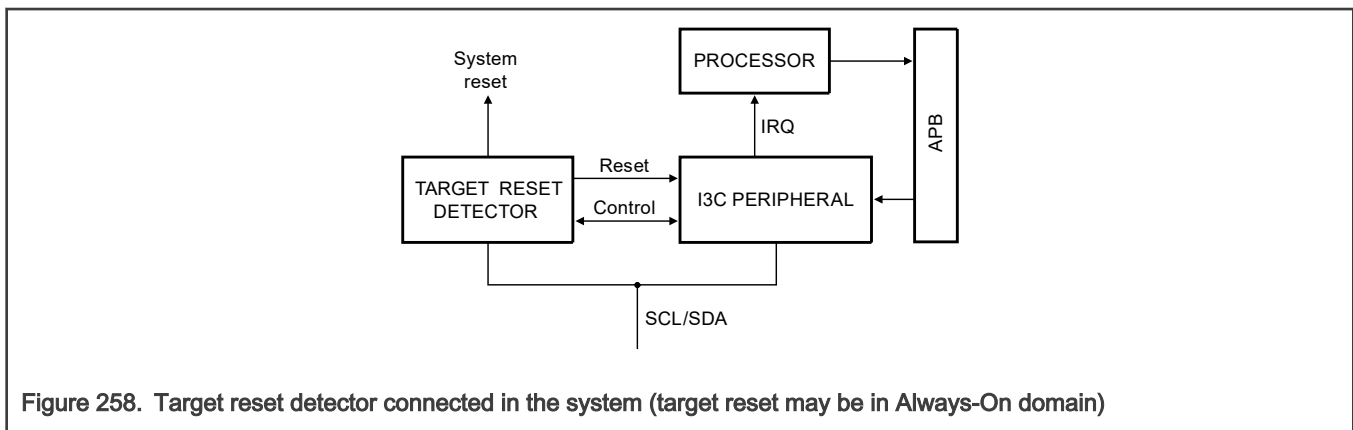 System
reset
PROCESSOR
APB
IRQ
Reset
TARGET RESET
DETECTOR
Control
I3C PERIPHERAL
SCL/SDA
Figure 258. Target reset detector connected in the system (target reset may be in Always-On domain)